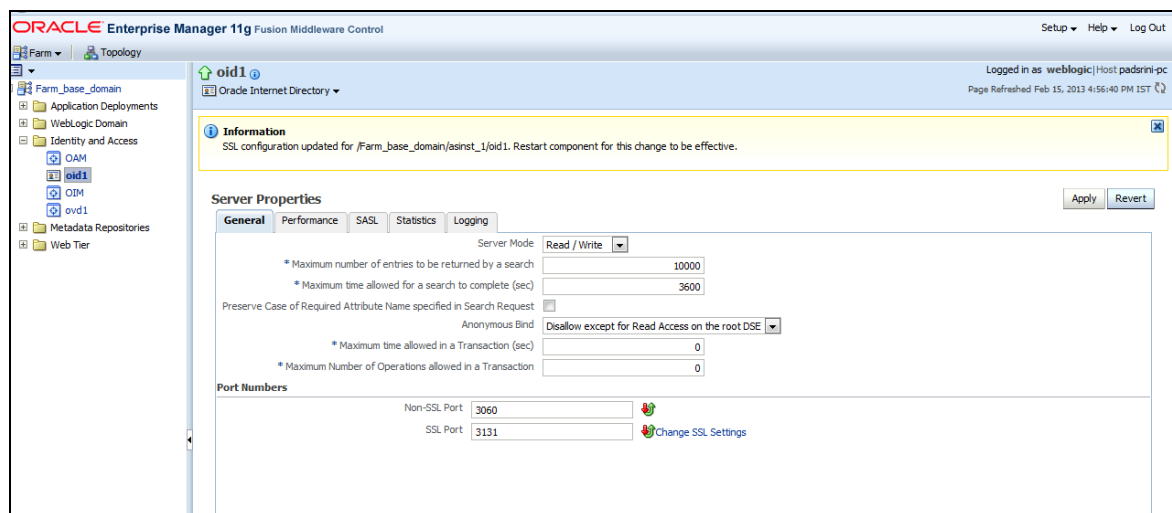 ORACLE Enterprise Manager 11g Fusion Middleware Control
Setup Help Log Out
Farm Topology
oid1
Logged in as weblogic|Host padsrini-pc
Oracle Internet Directory
Page Refreshed Feb 15, 2013 4:56:40 PM IST
Farm_base_domain
Application Deployments
WebLogic Domain
Identity and Access
OAM
oid1
OIM
ovd1
Metadata Repositories
Web Tier
Information
SSL configuration updated for /Farm_base_domain/asinst_1/oid1. Restart component for this change to be effective.
Server Properties
Apply Revert
General Performance SASL Statistics Logging
Server Mode Read / Write
* Maximum number of entries to be returned by a search 10000
* Maximum time allowed for a search to complete (sec) 3600
Preserve Case of Required Attribute Name specified in Search Request
Anonymous Bind Disallow except for Read Access on the root DSE
* Maximum time allowed in a Transaction (sec) 0
* Maximum Number of Operations allowed in a Transaction 0
Port Numbers
Non-SSL Port 3060
SSL Port 3131 Change SSL Settings